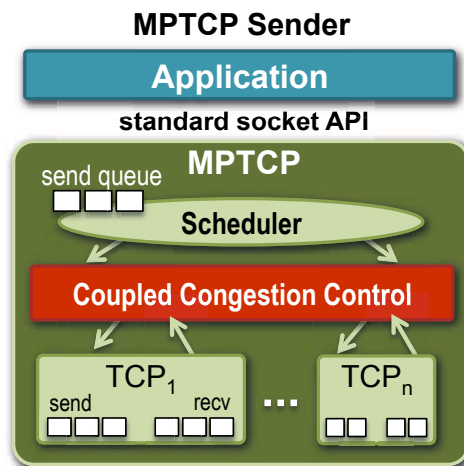 MPTCP Sender
Application
standard socket API
MPTCP
send queue
Scheduler
Coupled Congestion Control
TCP1
send recv
...
TCPn